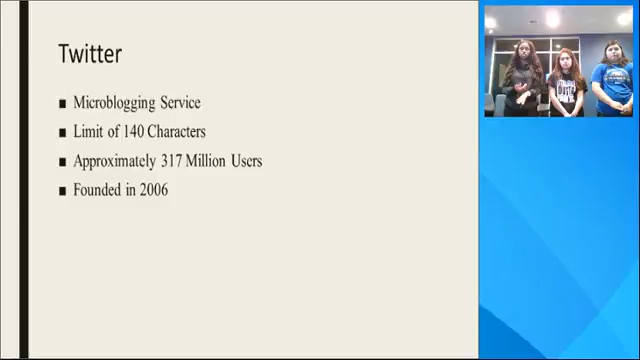 Twitter
■ Microblogging Service
■ Limit of 140 Characters
■ Approximately 317 Million Users
■ Founded in 2006